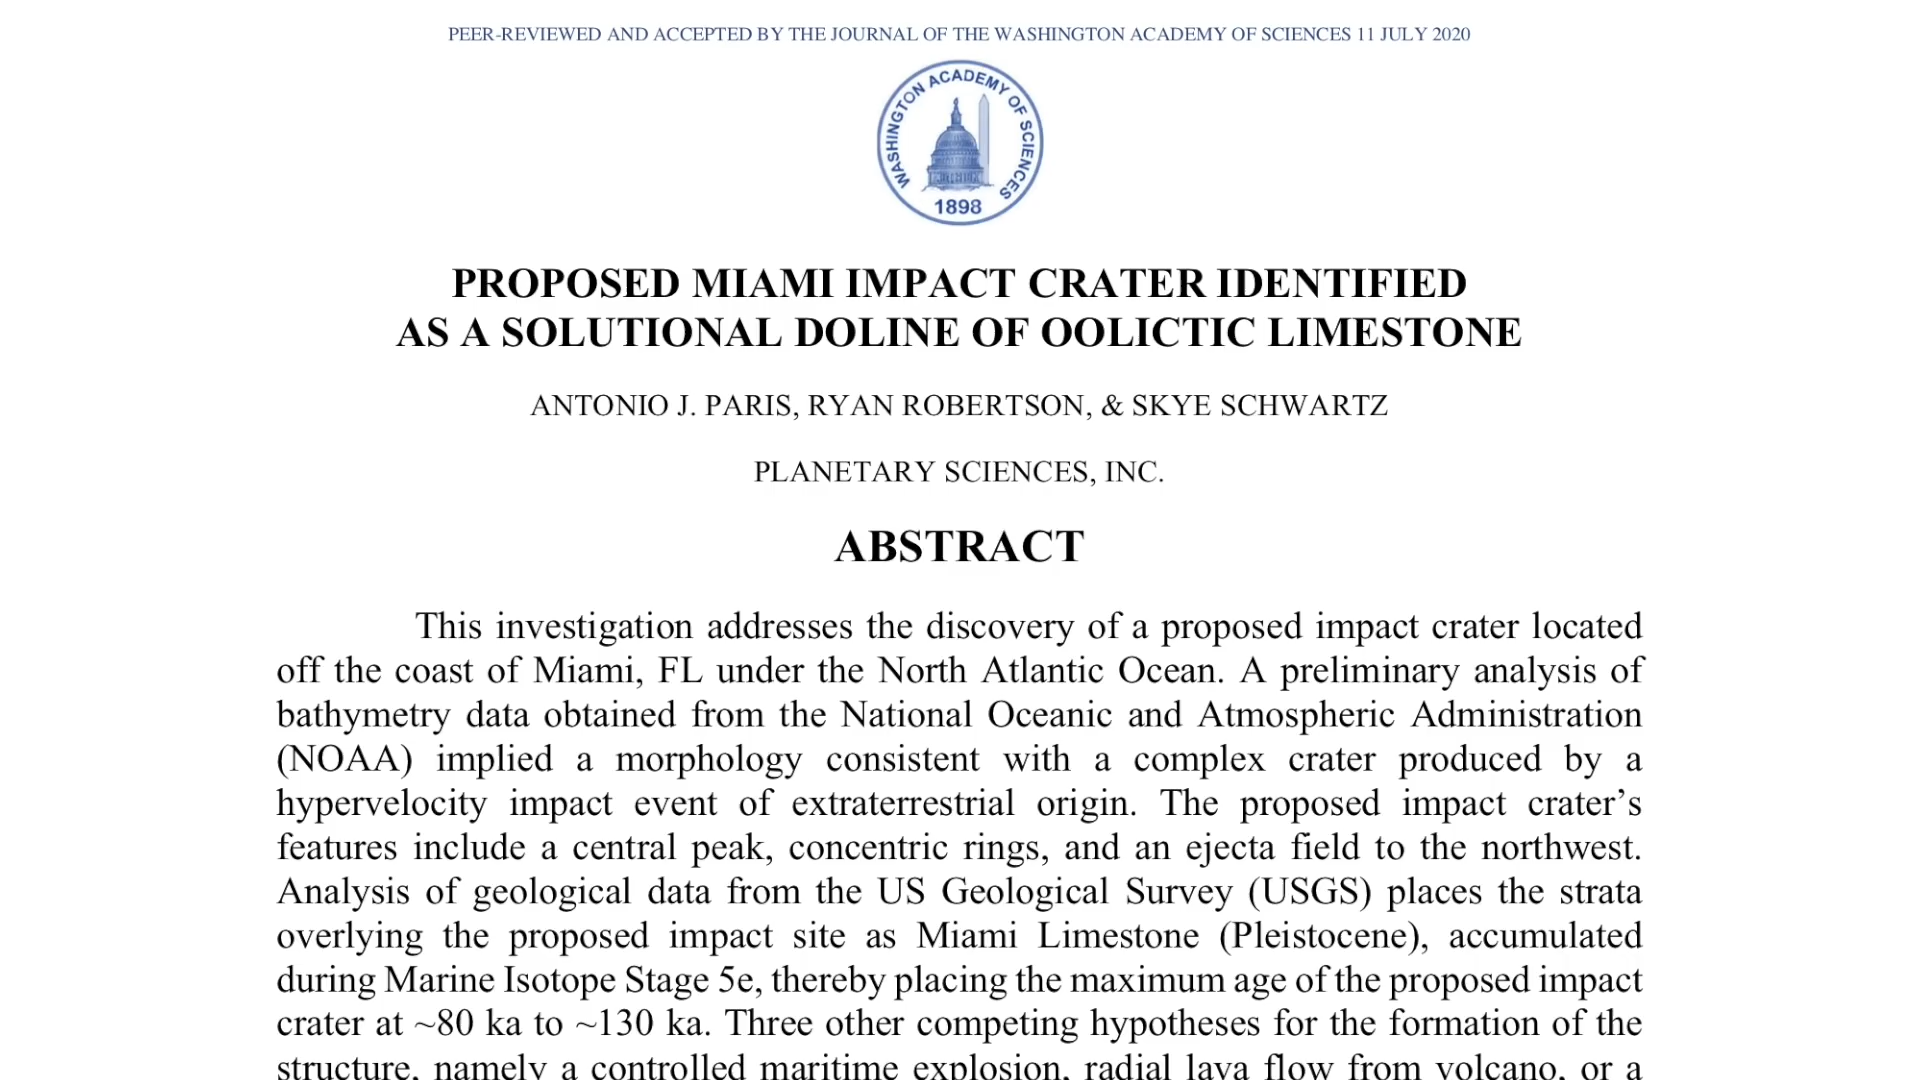 PEER-REVIEWED AND ACCEPTED BY THE JOURNAL OF THE WASHINGTON ACADEMY OF SCIENCES 11 JULY 2020
WASHINGTON ACADEMY OF SCIENCES
1898
PROPOSED MIAMI IMPACT CRATER IDENTIFIED
AS A SOLUTIONAL DOLINE OF OOLICTIC LIMESTONE
ANTONIO J. PARIS, RYAN ROBERTSON, & SKYE SCHWARTZ
PLANETARY SCIENCES, INC.
ABSTRACT
This investigation addresses the discovery of a proposed impact crater located
off the coast of Miami, FL under the North Atlantic Ocean. A preliminary analysis of
bathymetry data obtained from the National Oceanic and Atmospheric Administration
(NOAA) implied a morphology consistent with a complex crater produced by a
hypervelocity impact event of extraterrestrial origin. The proposed impact crater’s
features include a central peak, concentric rings, and an ejecta field to the northwest.
Analysis of geological data from the US Geological Survey (USGS) places the strata
overlying the proposed impact site as Miami Limestone (Pleistocene), accumulated
during Marine Isotope Stage 5e, thereby placing the maximum age of the proposed impact
crater at ~80 ka to ~130 ka. Three other competing hypotheses for the formation of the
structure, namely a controlled maritime explosion, radial lava flow from volcano, or a